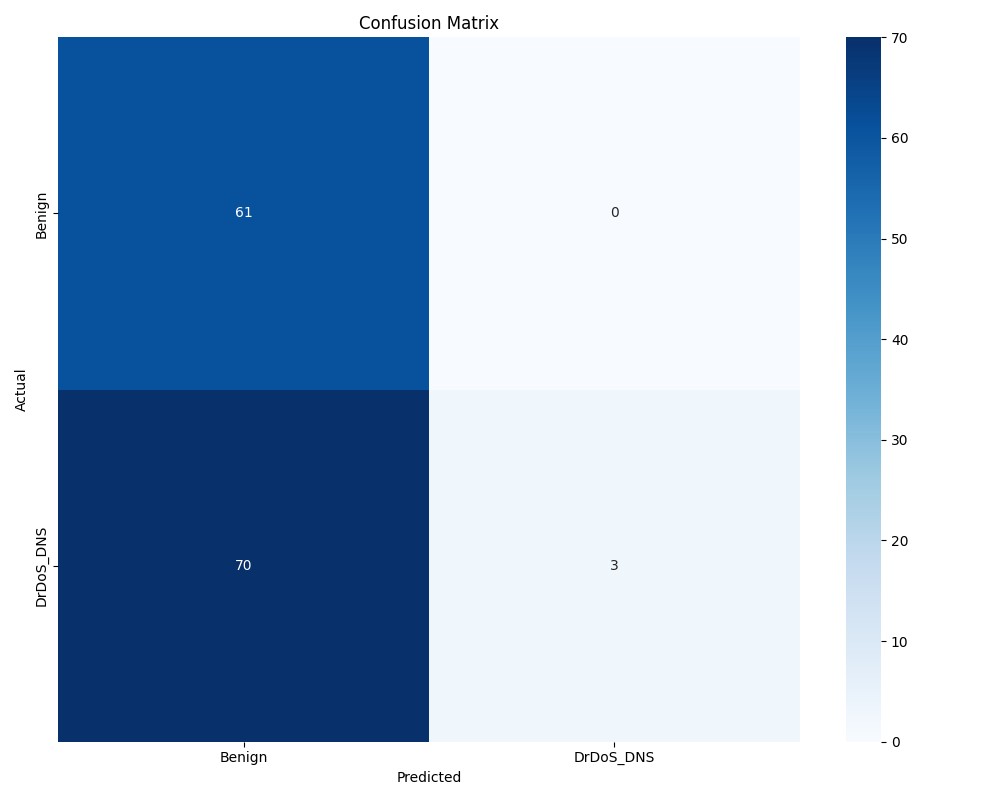 Confusion Matrix
Actual
Benign
DrDoS_DNS
61
0
70
3
Benign
DrDoS_DNS
Predicted
70
60
50
40
30
20
10
0